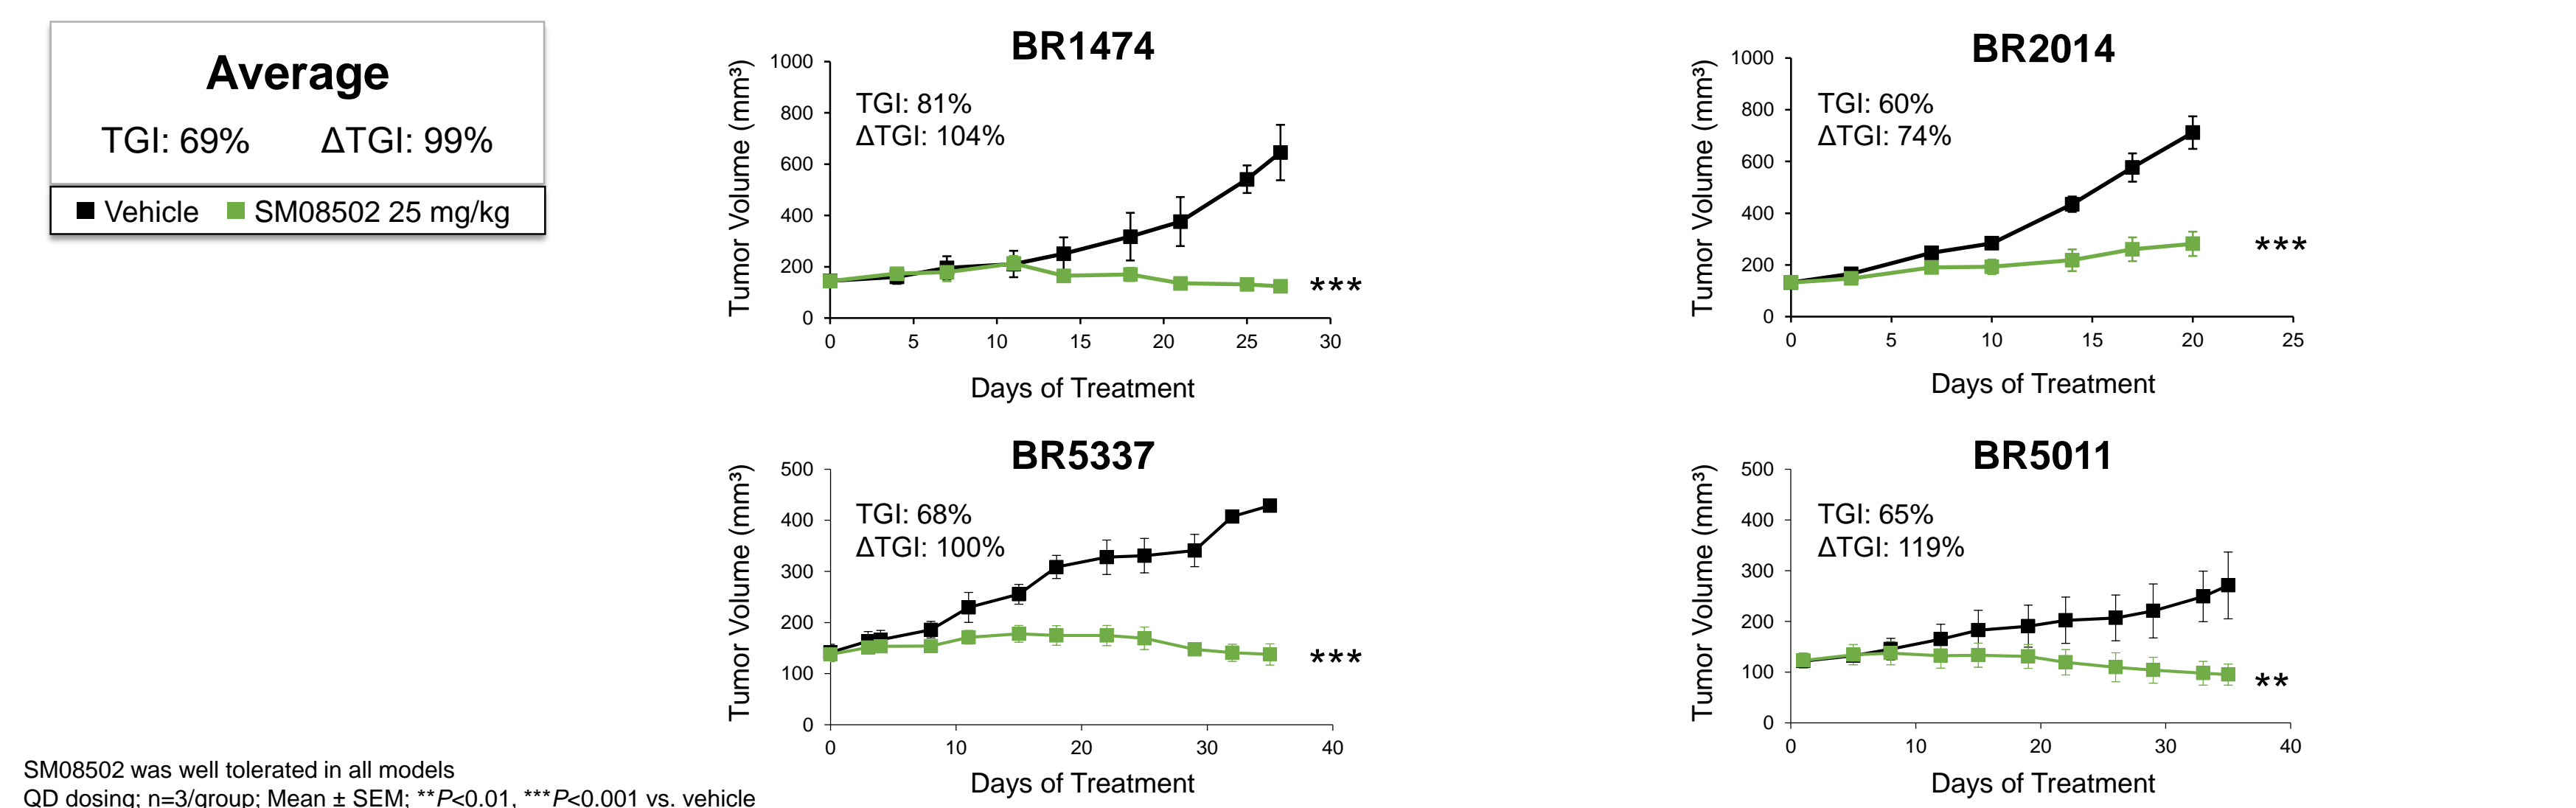 Average
TGI: 69% ΔTGI: 99%
Vehicle SM08502 25 mg/kg
BR1474
Tumor Volume (mm³)
1000
800
600
400
200
0
TGI: 81%
ΔTGI: 104%
***
0 5 10 15 20 25 30
Days of Treatment
BR2014
Tumor Volume (mm³)
1000
800
600
400
200
0
TGI: 60%
ΔTGI: 74%
***
0 5 10 15 20 25
Days of Treatment
BR5337
Tumor Volume (mm³)
500
400
300
200
100
0
TGI: 68%
ΔTGI: 100%
***
0 10 20 30 40
Days of Treatment
BR5011
Tumor Volume (mm³)
500
400
300
200
100
0
TGI: 65%
ΔTGI: 119%
**
0 10 20 30 40
Days of Treatment
SM08502 was well tolerated in all models
QD dosing; n=3/group; Mean ± SEM; **P<0.01, ***P<0.001 vs. vehicle